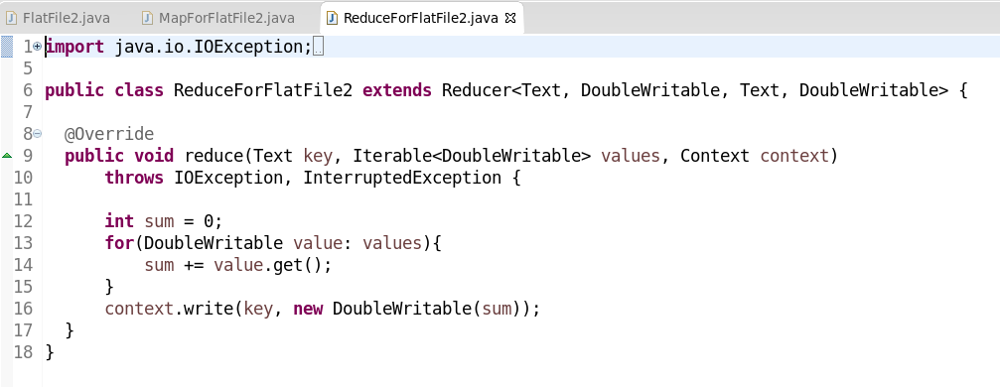 FlatFile2.java MapForFlatFile2.java ReduceForFlatFile2.java
1 import java.io.IOException;
5
6 public class ReduceForFlatFile2 extends Reducer<Text, DoubleWritable, Text, DoubleWritable> {
7
8 @Override
9 public void reduce(Text key, Iterable<DoubleWritable> values, Context context)
10 throws IOException, InterruptedException {
11
12 int sum = 0;
13 for(DoubleWritable value: values){
14 sum += value.get();
15 }
16 context.write(key, new DoubleWritable(sum));
17 }
18 }